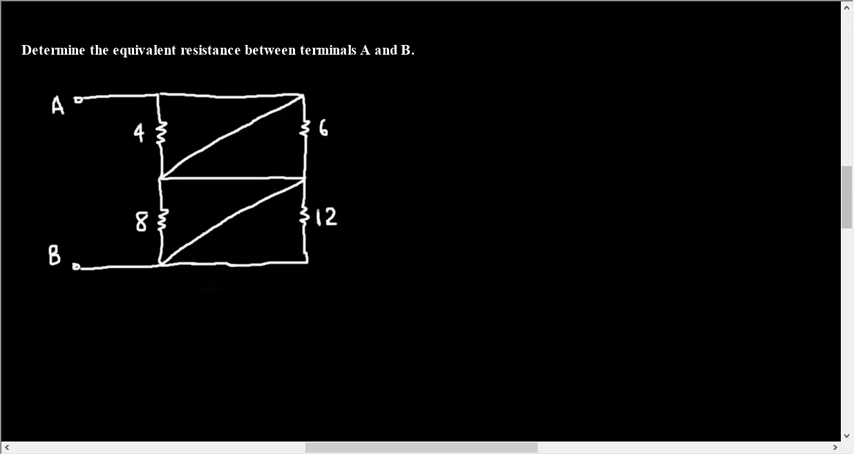 Determine the equivalent resistance between terminals A and B.
A
4
6
8
12
B